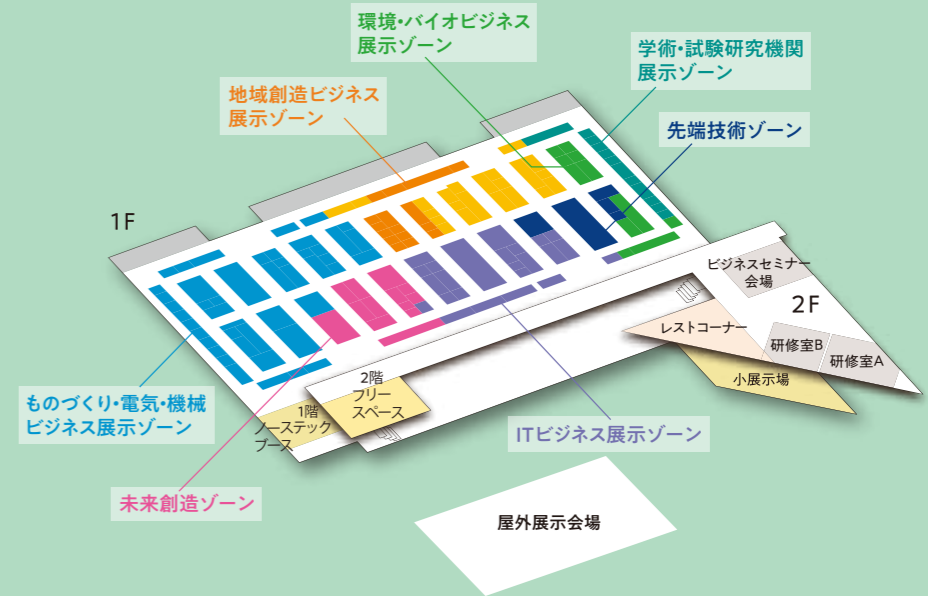 環境・バイオビジネス
展示ゾーン
学術・試験研究機関
展示ゾーン
地域創造ビジネス
展示ゾーン
先端技術ゾーン
1F
ビジネスセミナー
会場
2F
レストコーナー
研修室B
研修室A
小展示場
2階
フリー
スペース
1階
ノーステック
ブース
ものづくり・電気・機械
ビジネス展示ゾーン
ITビジネス展示ゾーン
未来創造ゾーン
屋外展示会場